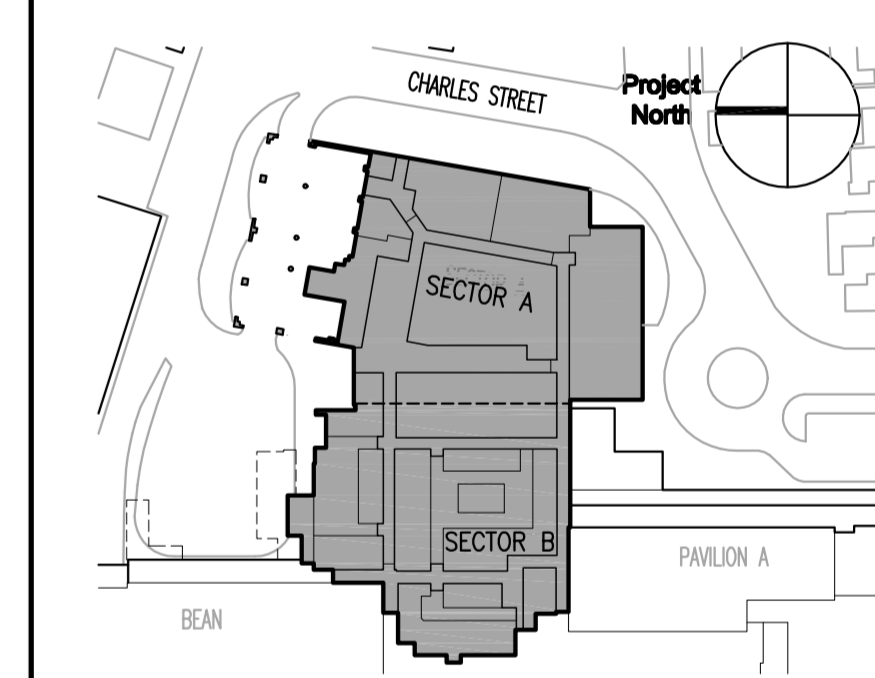 CHARLES STREET
Project
North
SECTOR A
SECTOR B
PAVILION A
BEAN